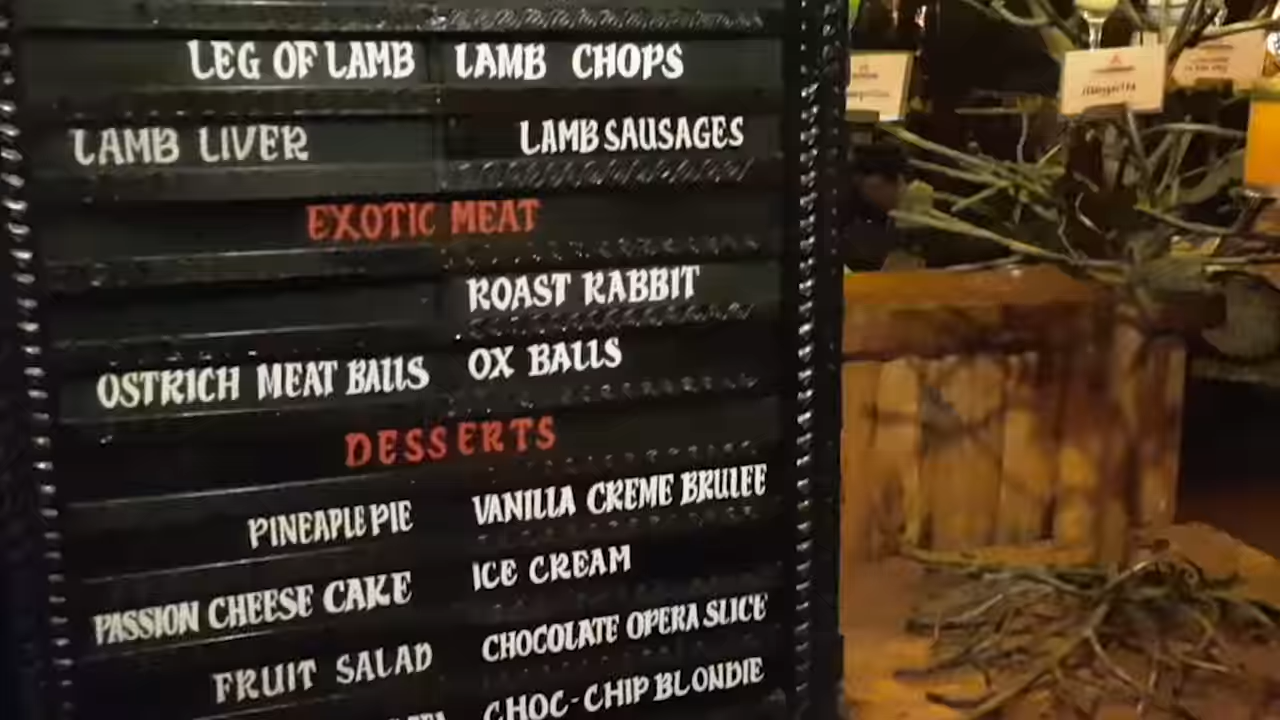 LEG OF LAMB LAMB CHOPS
LAMB LIVER LAMB SAUSAGES
EXOTIC MEAT
ROAST RABBIT
OSTRICH MEAT BALLS OX BALLS
DESSERTS
PINEAPLE PIE VANILLA CREME BRULEE
PASSION CHEESE CAKE ICE CREAM
FRUIT SALAD CHOCOLATE OPERA SLICE
CHOC-CHIP BLONDIE